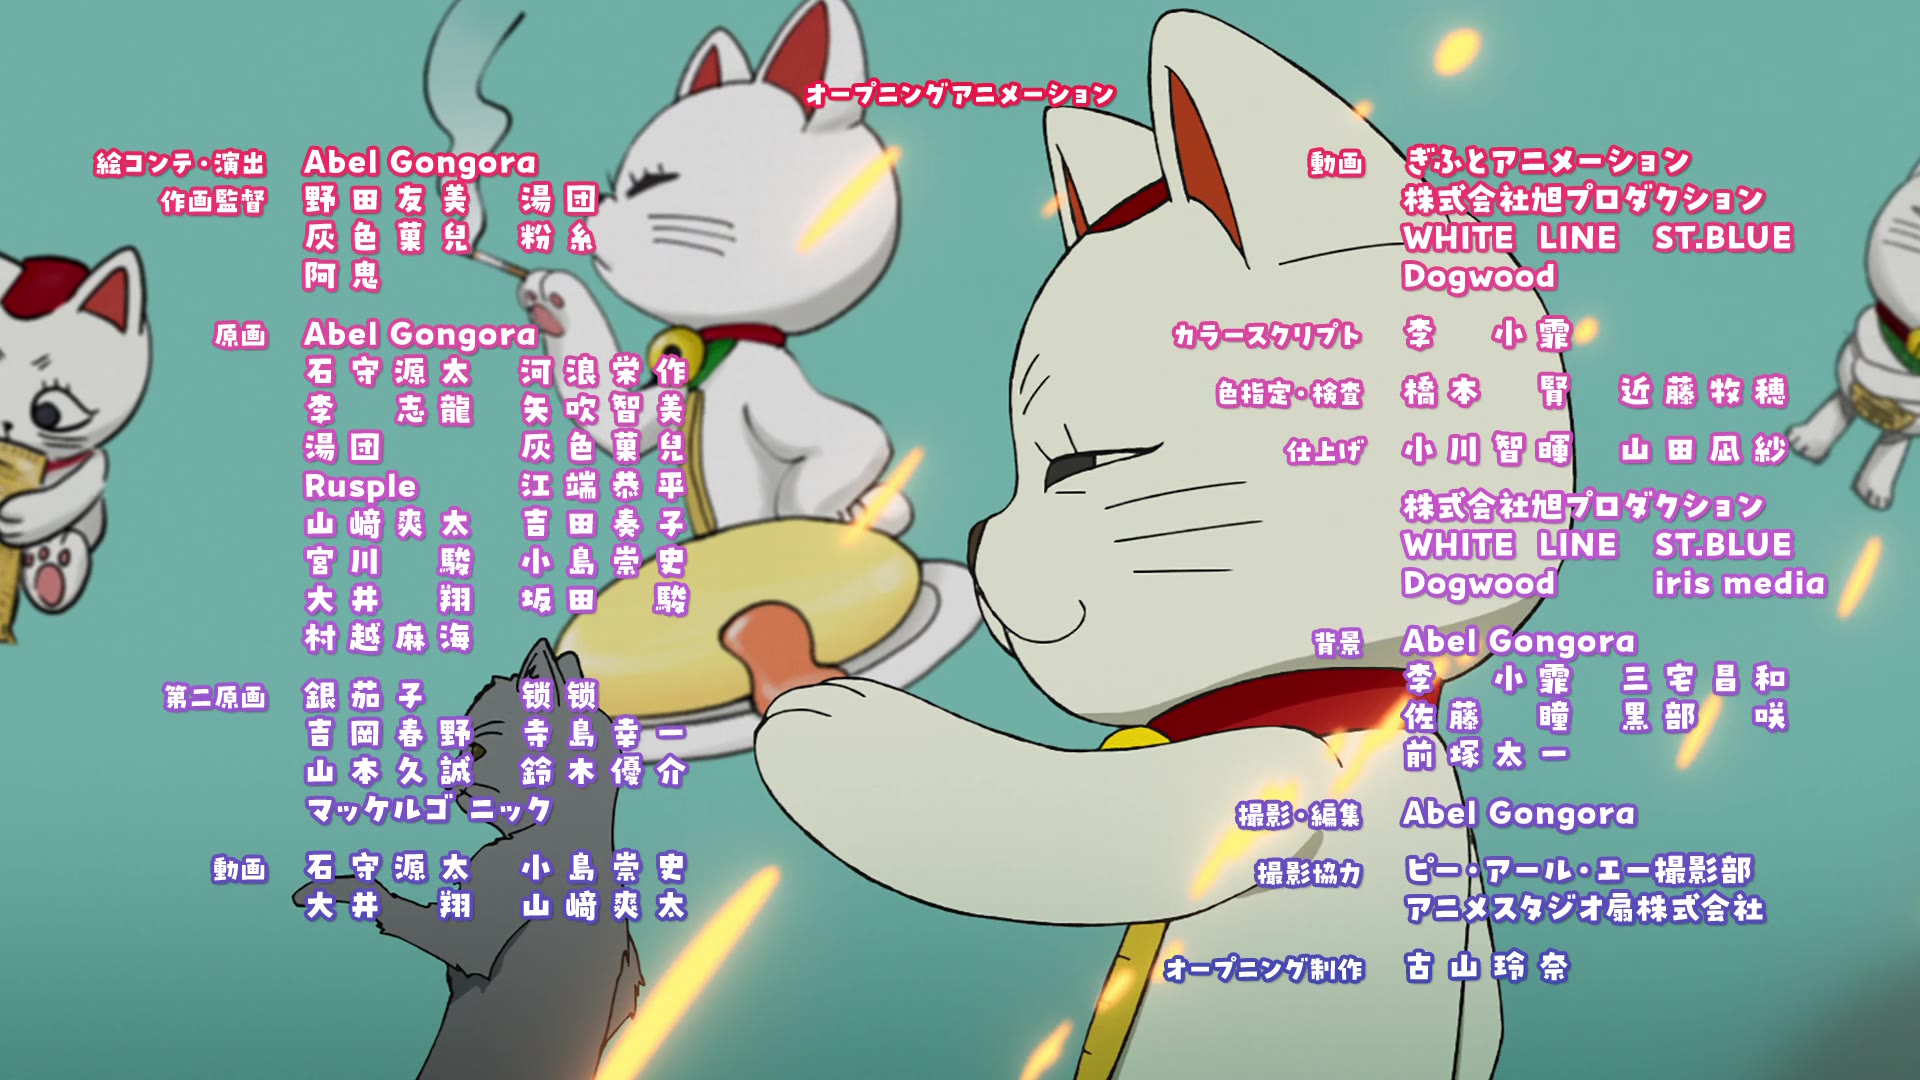 オープニングアニメーション
絵コンテ・演出 Abel Gongora
作画監督 野田友美 湯団
灰色菓兒 粉糸
阿鬼
原画 Abel Gongora
石守源太 河浪栄作
李 志龍 矢吹智美
湯団 灰色菓兒
Rusple 江端恭平
山﨑爽太 吉田奏子
宮川 駿 小島崇史
大井 翔 坂田 駿
村越麻海
第二原画 銀茄子 锁锁
吉岡春野 寺島幸一
山本久誠 鈴木優介
マッケルゴ ニック
動画 石守源太 小島崇史
大井 翔 山﨑爽太
動画 ぎふとアニメーション
株式会社旭プロダクション
WHITE LINE ST.BLUE
Dogwood
カラースクリプト 李 小霏
色指定・検査 橋本 賢 近藤牧穂
仕上げ 小川智暉 山田凪紗
株式会社旭プロダクション
WHITE LINE ST.BLUE
Dogwood iris media
背景 Abel Gongora
李 小霏 三宅昌和
佐藤 瞳 黒部 咲
前塚太一
撮影・編集 Abel Gongora
撮影協力 ピー・アール・エー撮影部
アニメスタジオ扇株式会社
オープニング制作 古山玲奈